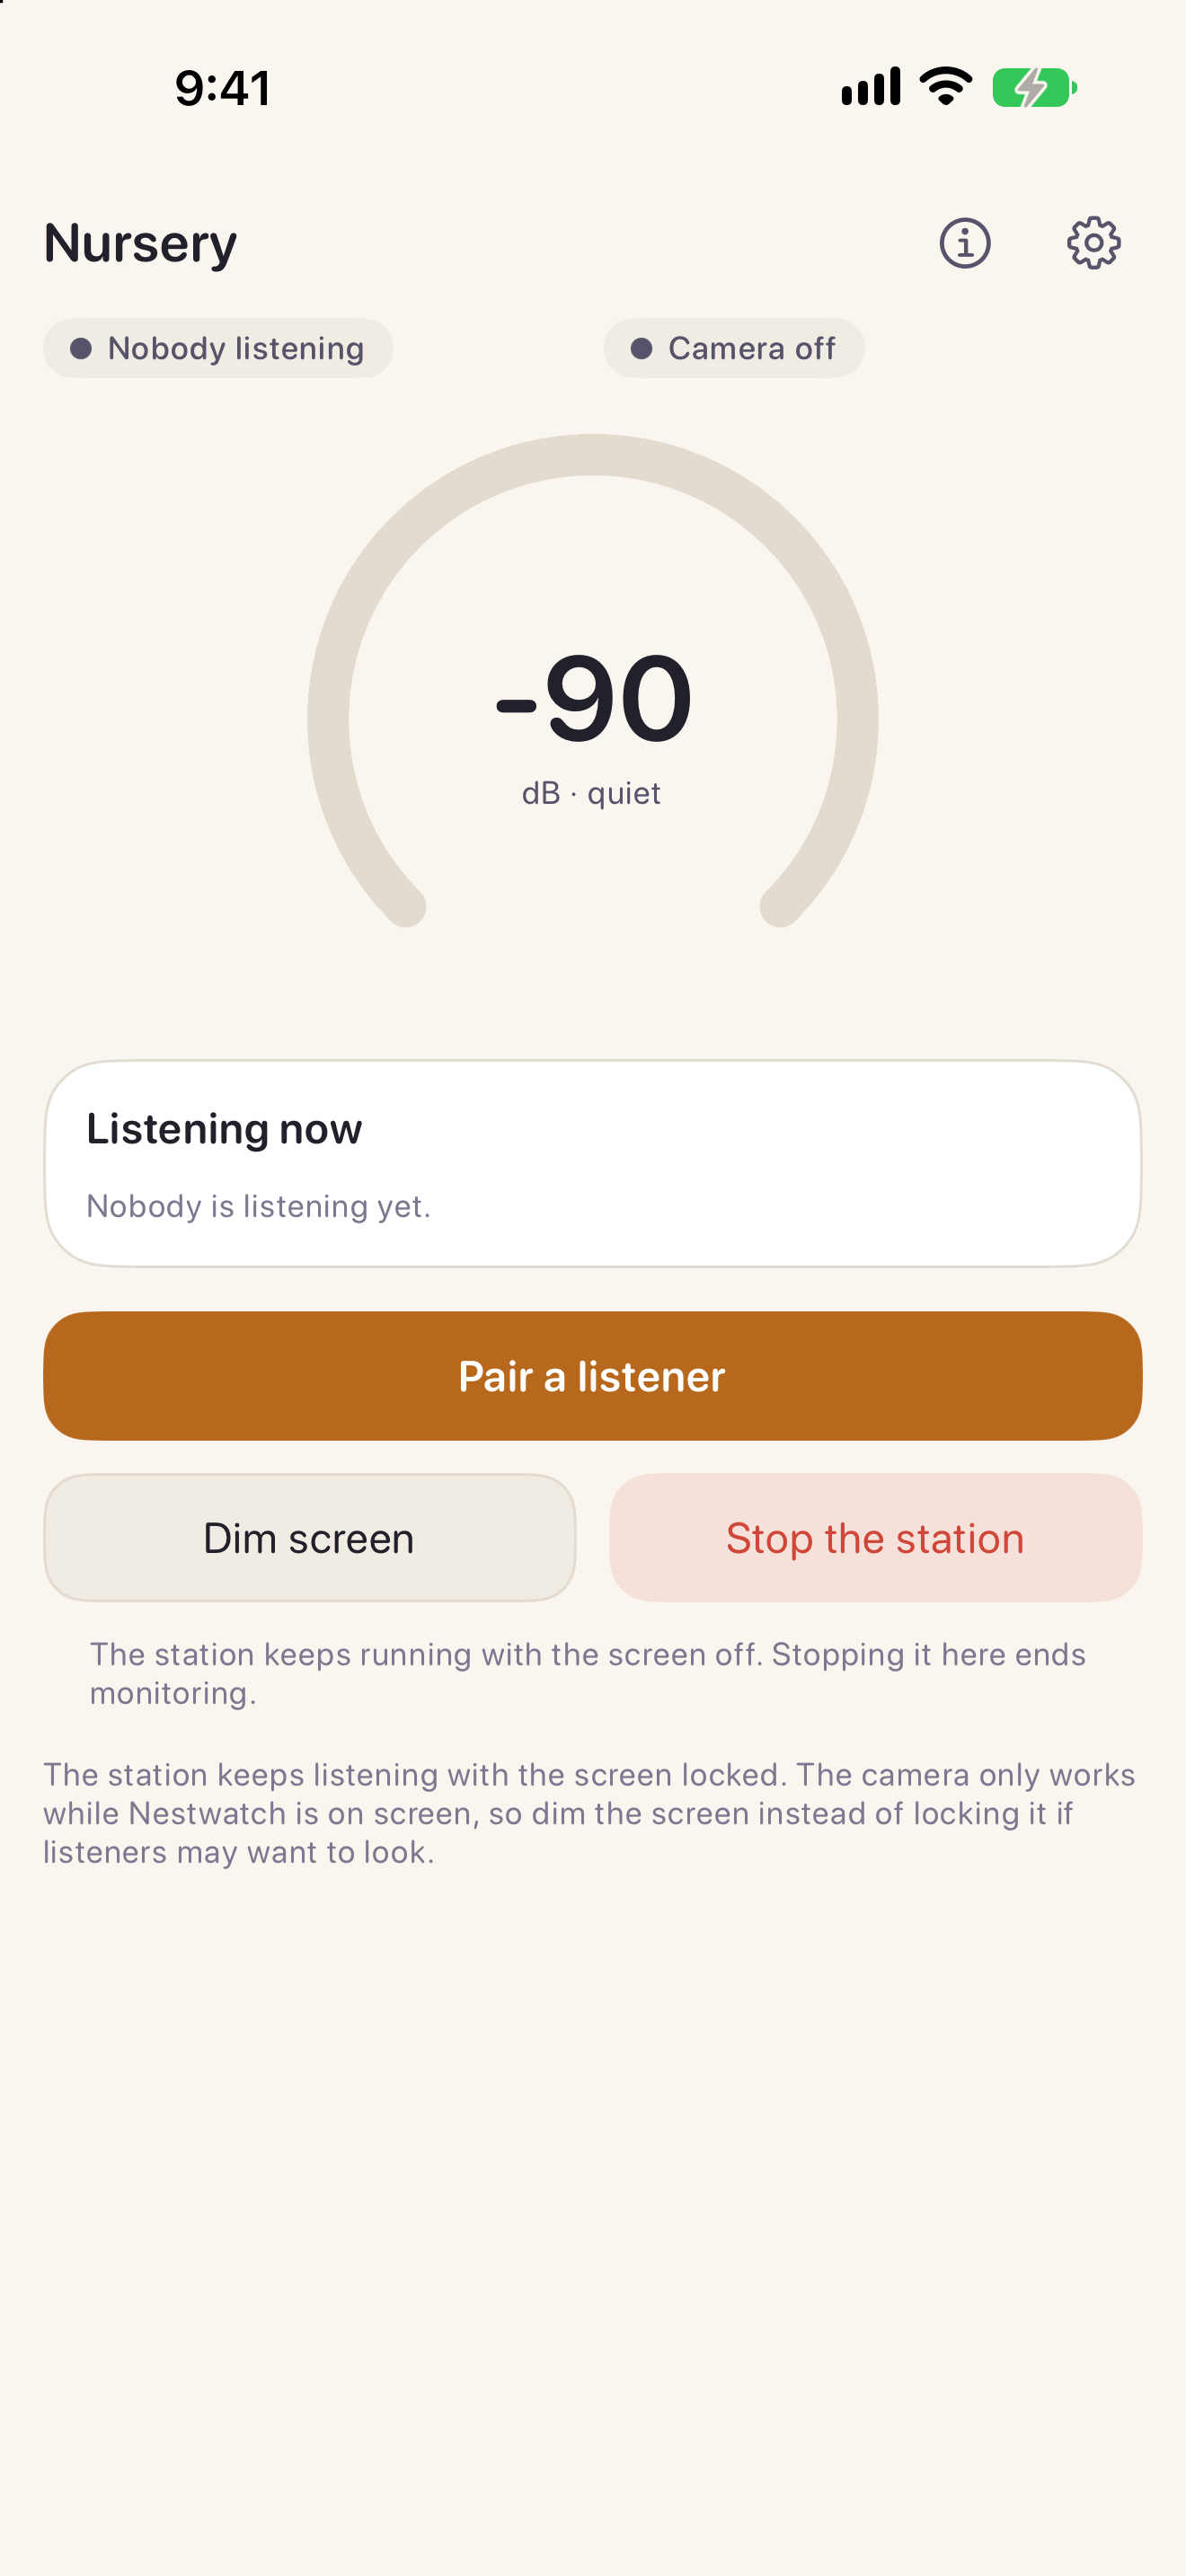 9:41
Nursery
Nobody listening
Camera off
-90
dB · quiet
Listening now
Nobody is listening yet.
Pair a listener
Dim screen
Stop the station
The station keeps running with the screen off. Stopping it here ends
monitoring.
The station keeps listening with the screen locked. The camera only works
while Nestwatch is on screen, so dim the screen instead of locking it if
listeners may want to look.